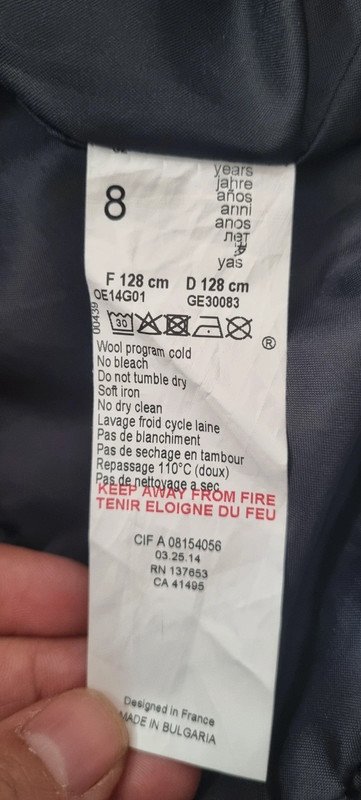 years
jahre
8
años
anni
anos
лет
yas
F 128 cm D 128 cm
OE14G01 GE30083
00439
30
®
Wool program cold
No bleach
Do not tumble dry
Soft iron
No dry clean
Lavage froid cycle laine
Pas de blanchiment
Pas de sechage en tambour
Repassage 110°C (doux)
Pas de nettoyage a sec
KEEP AWAY FROM FIRE
TENIR ELOIGNE DU FEU
CIF A 08154056
03.25.14
RN 137653
CA 41495
Designed in France
MADE IN BULGARIA